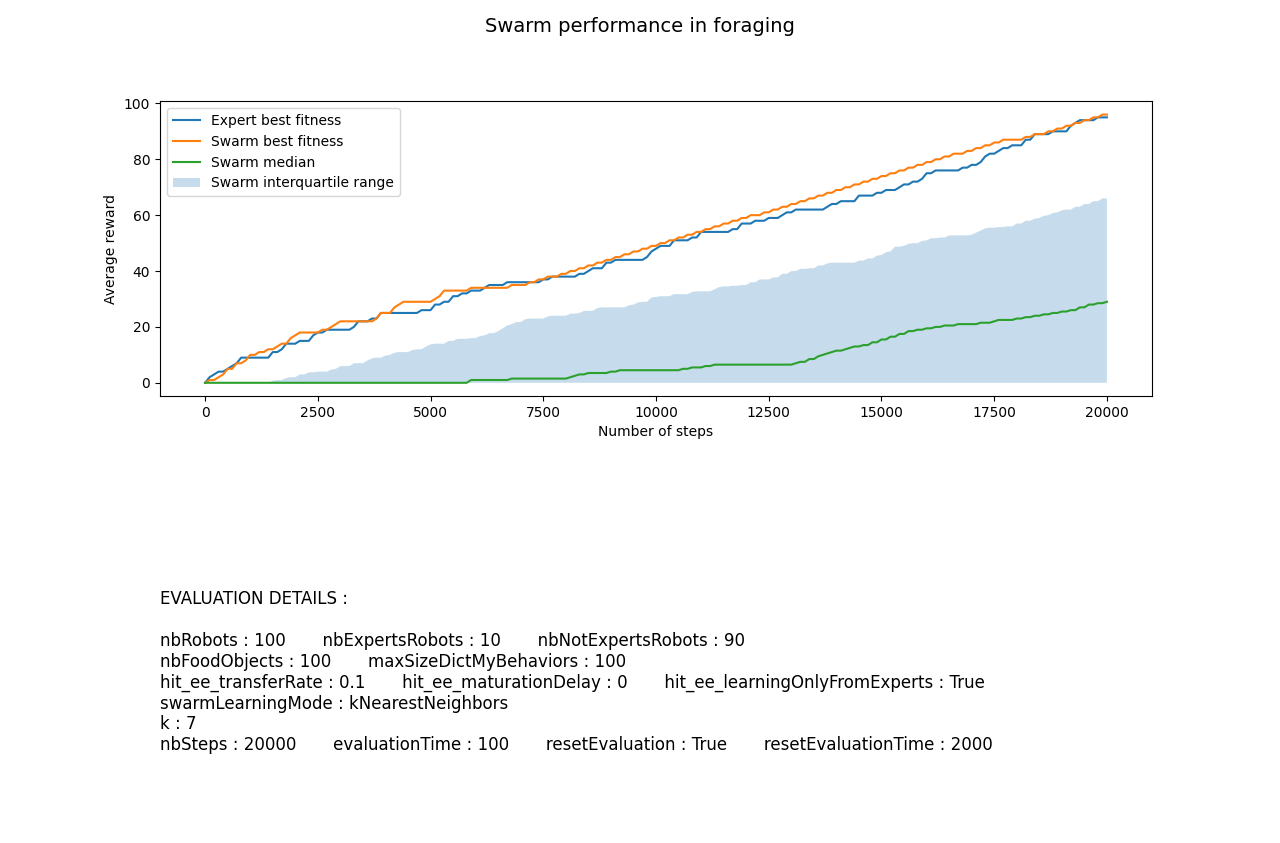 Swarm performance in foraging
Expert best fitness
Swarm best fitness
Swarm median
Swarm interquartile range
Average reward
100
80
60
40
20
0
0 2500 5000 7500 10000 12500 15000 17500 20000
Number of steps
EVALUATION DETAILS :
nbRobots : 100 nbExpertsRobots : 10 nbNotExpertsRobots : 90
nbFoodObjects : 100 maxSizeDictMyBehaviors : 100
hit_ee_transferRate : 0.1 hit_ee_maturationDelay : 0 hit_ee_learningOnlyFromExperts : True
swarmLearningMode : kNearestNeighbors
k : 7
nbSteps : 20000 evaluationTime : 100 resetEvaluation : True resetEvaluationTime : 2000